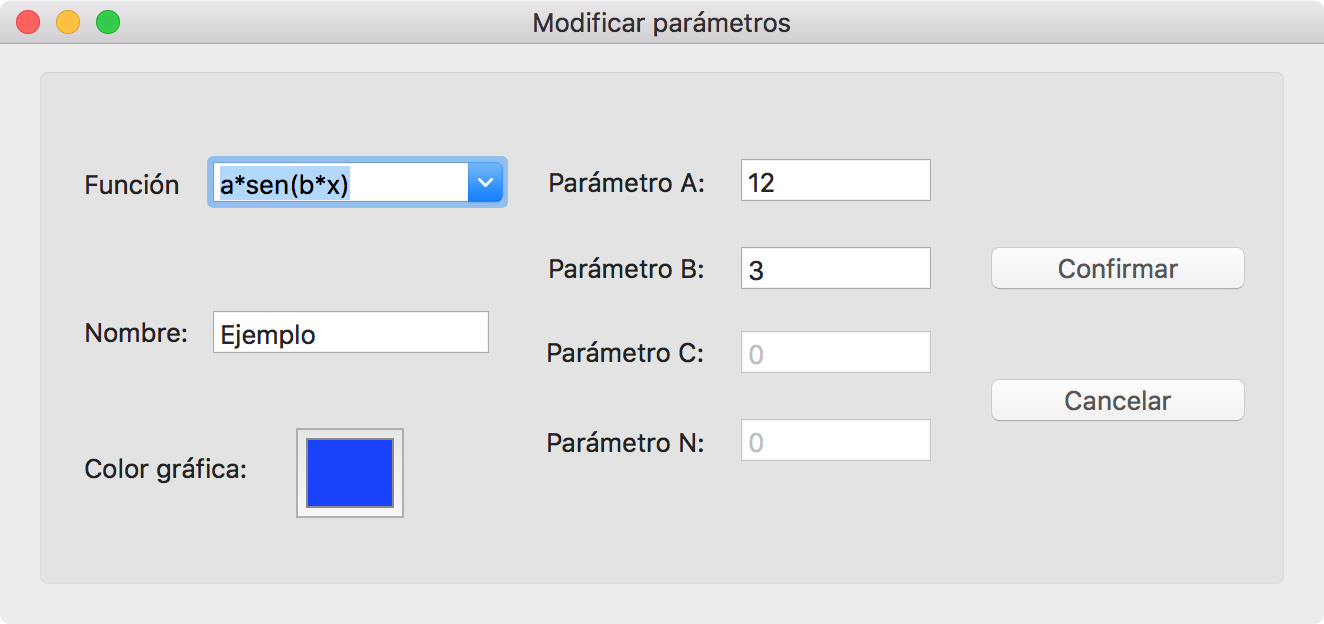 Modificar parámetros
Función
a*sen(b*x)
Nombre:
Ejemplo
Color gráfica:
Parámetro A:
12
Parámetro B:
3
Parámetro C:
0
Parámetro N:
0
Confirmar
Cancelar